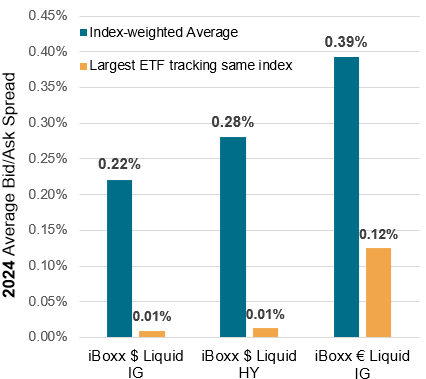 2024 Average Bid/Ask Spread
0.45%
0.40%
0.35%
0.30%
0.25%
0.20%
0.15%
0.10%
0.05%
0.00%
Index-weighted Average
Largest ETF tracking same index
0.22%
0.01%
0.28%
0.01%
0.39%
0.12%
iBoxx $ Liquid
IG
iBoxx $ Liquid
HY
iBoxx € Liquid
IG